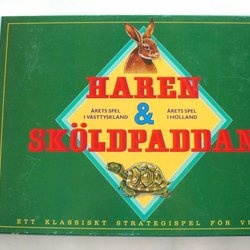 HAREN
ÅRETS SPEL
I VÄSTTYSKLAND
&
ÅRETS SPEL
I HOLLAND
SKÖLDPADDAN
ETT KLASSISKT STRATEGISPEL FÖR